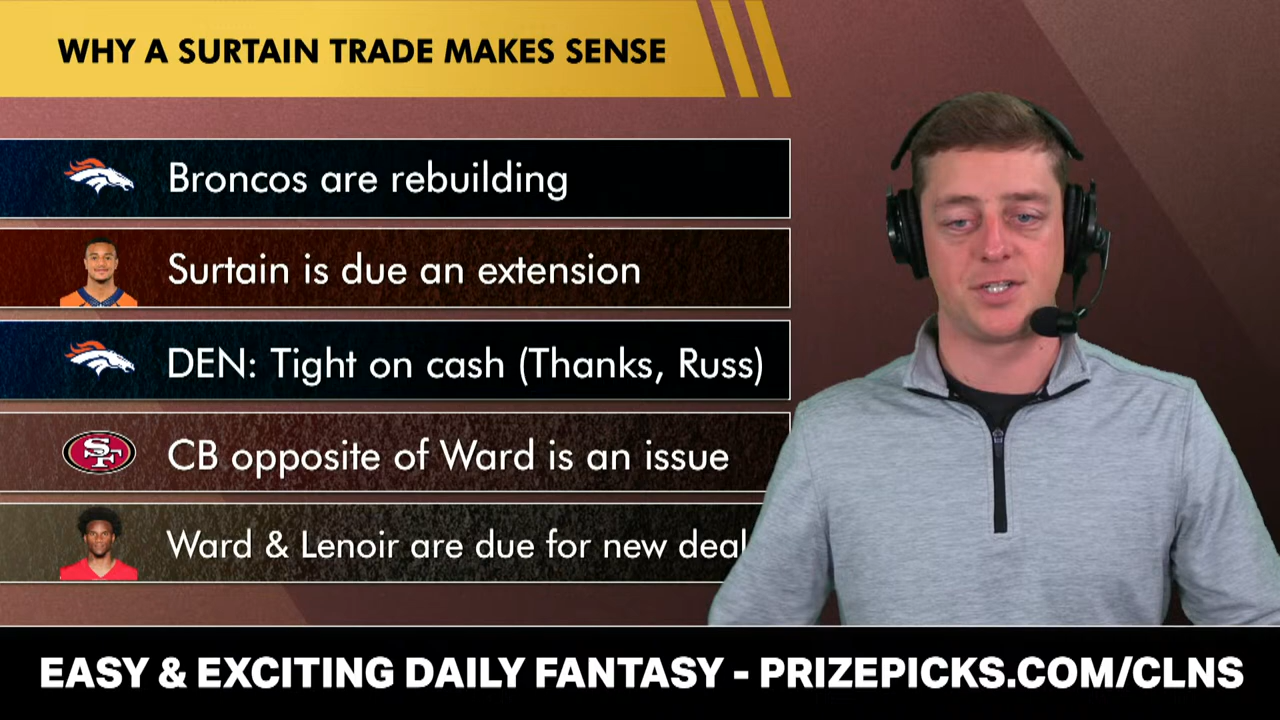 WHY A SURTAIN TRADE MAKES SENSE
Broncos are rebuilding
Surtain is due an extension
DEN: Tight on cash (Thanks, Russ)
SF
CB opposite of Ward is an issue
Ward & Lenoir are due for new deal
EASY & EXCITING DAILY FANTASY - PRIZEPICKS.COM/CLNS